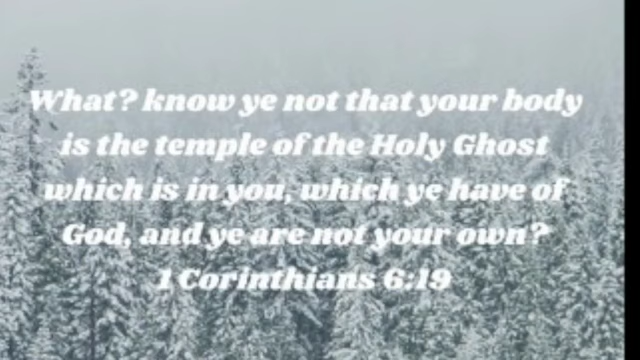 What? know ye not that your body
is the temple of the Holy Ghost
which is in you, which ye have of
God, and ye are not your own?
1 Corinthians 6:19